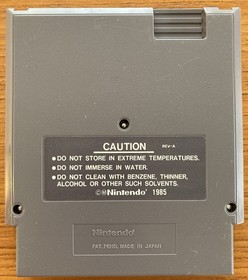 CAUTION REV-A
•DO NOT STORE IN EXTREME TEMPERATURES.
•DO NOT IMMERSE IN WATER.
•DO NOT CLEAN WITH BENZENE, THINNER,
ALCOHOL OR OTHER SUCH SOLVENTS.
©Ⓜ Nintendo® 1985
Nintendo®
PAT. PEND. MADE IN JAPAN